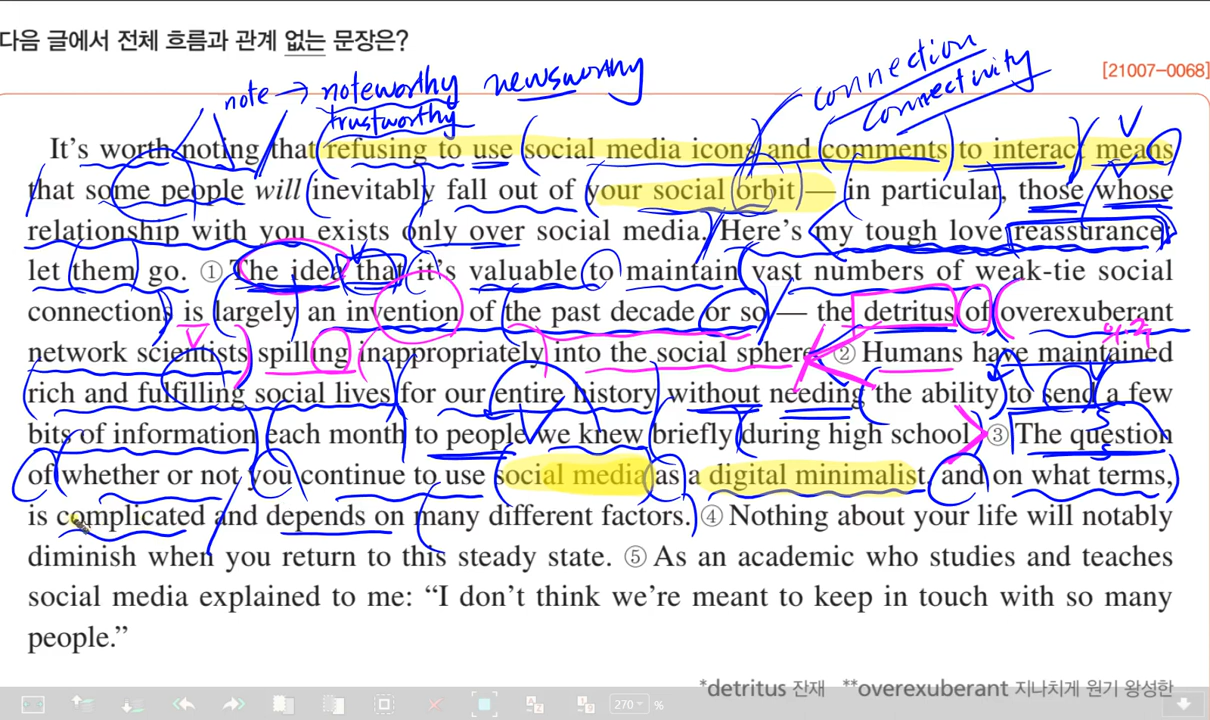 다음 글에서 전체 흐름과 관계 없는 문장은?
[21007-0068]
note → noteworthy newsworthy
trustworthy
connection
connectivity
It's worth noting that refusing to use social media icons and comments to interact means
that some people will inevitably fall out of your social orbit — in particular, those whose
relationship with you exists only over social media. Here's my tough love reassurance:
let them go. ① The idea that it's valuable to maintain vast numbers of weak-tie social
connections is largely an invention of the past decade or so — the detritus of overexuberant
network scientists spilling inappropriately into the social sphere. ② Humans have maintained
rich and fulfilling social lives for our entire history without needing the ability to send a few
bits of information each month to people we knew briefly during high school. ③ The question
of whether or not you continue to use social media as a digital minimalist, and on what terms,
is complicated and depends on many different factors. ④ Nothing about your life will notably
diminish when you return to this steady state. ⑤ As an academic who studies and teaches
social media explained to me: “I don't think we're meant to keep in touch with so many
people.”
*detritus 잔재 **overexuberant 지나치게 원기 왕성한
270 %